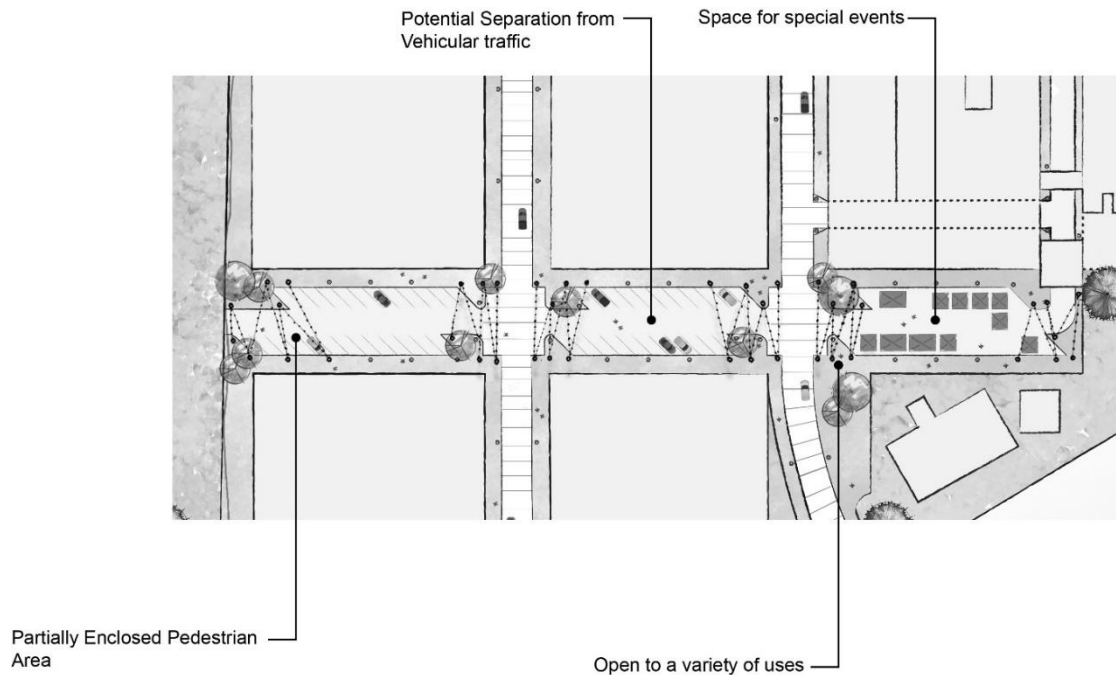 Potential Separation from
Vehicular traffic
Space for special events
Partially Enclosed Pedestrian
Area
Open to a variety of uses